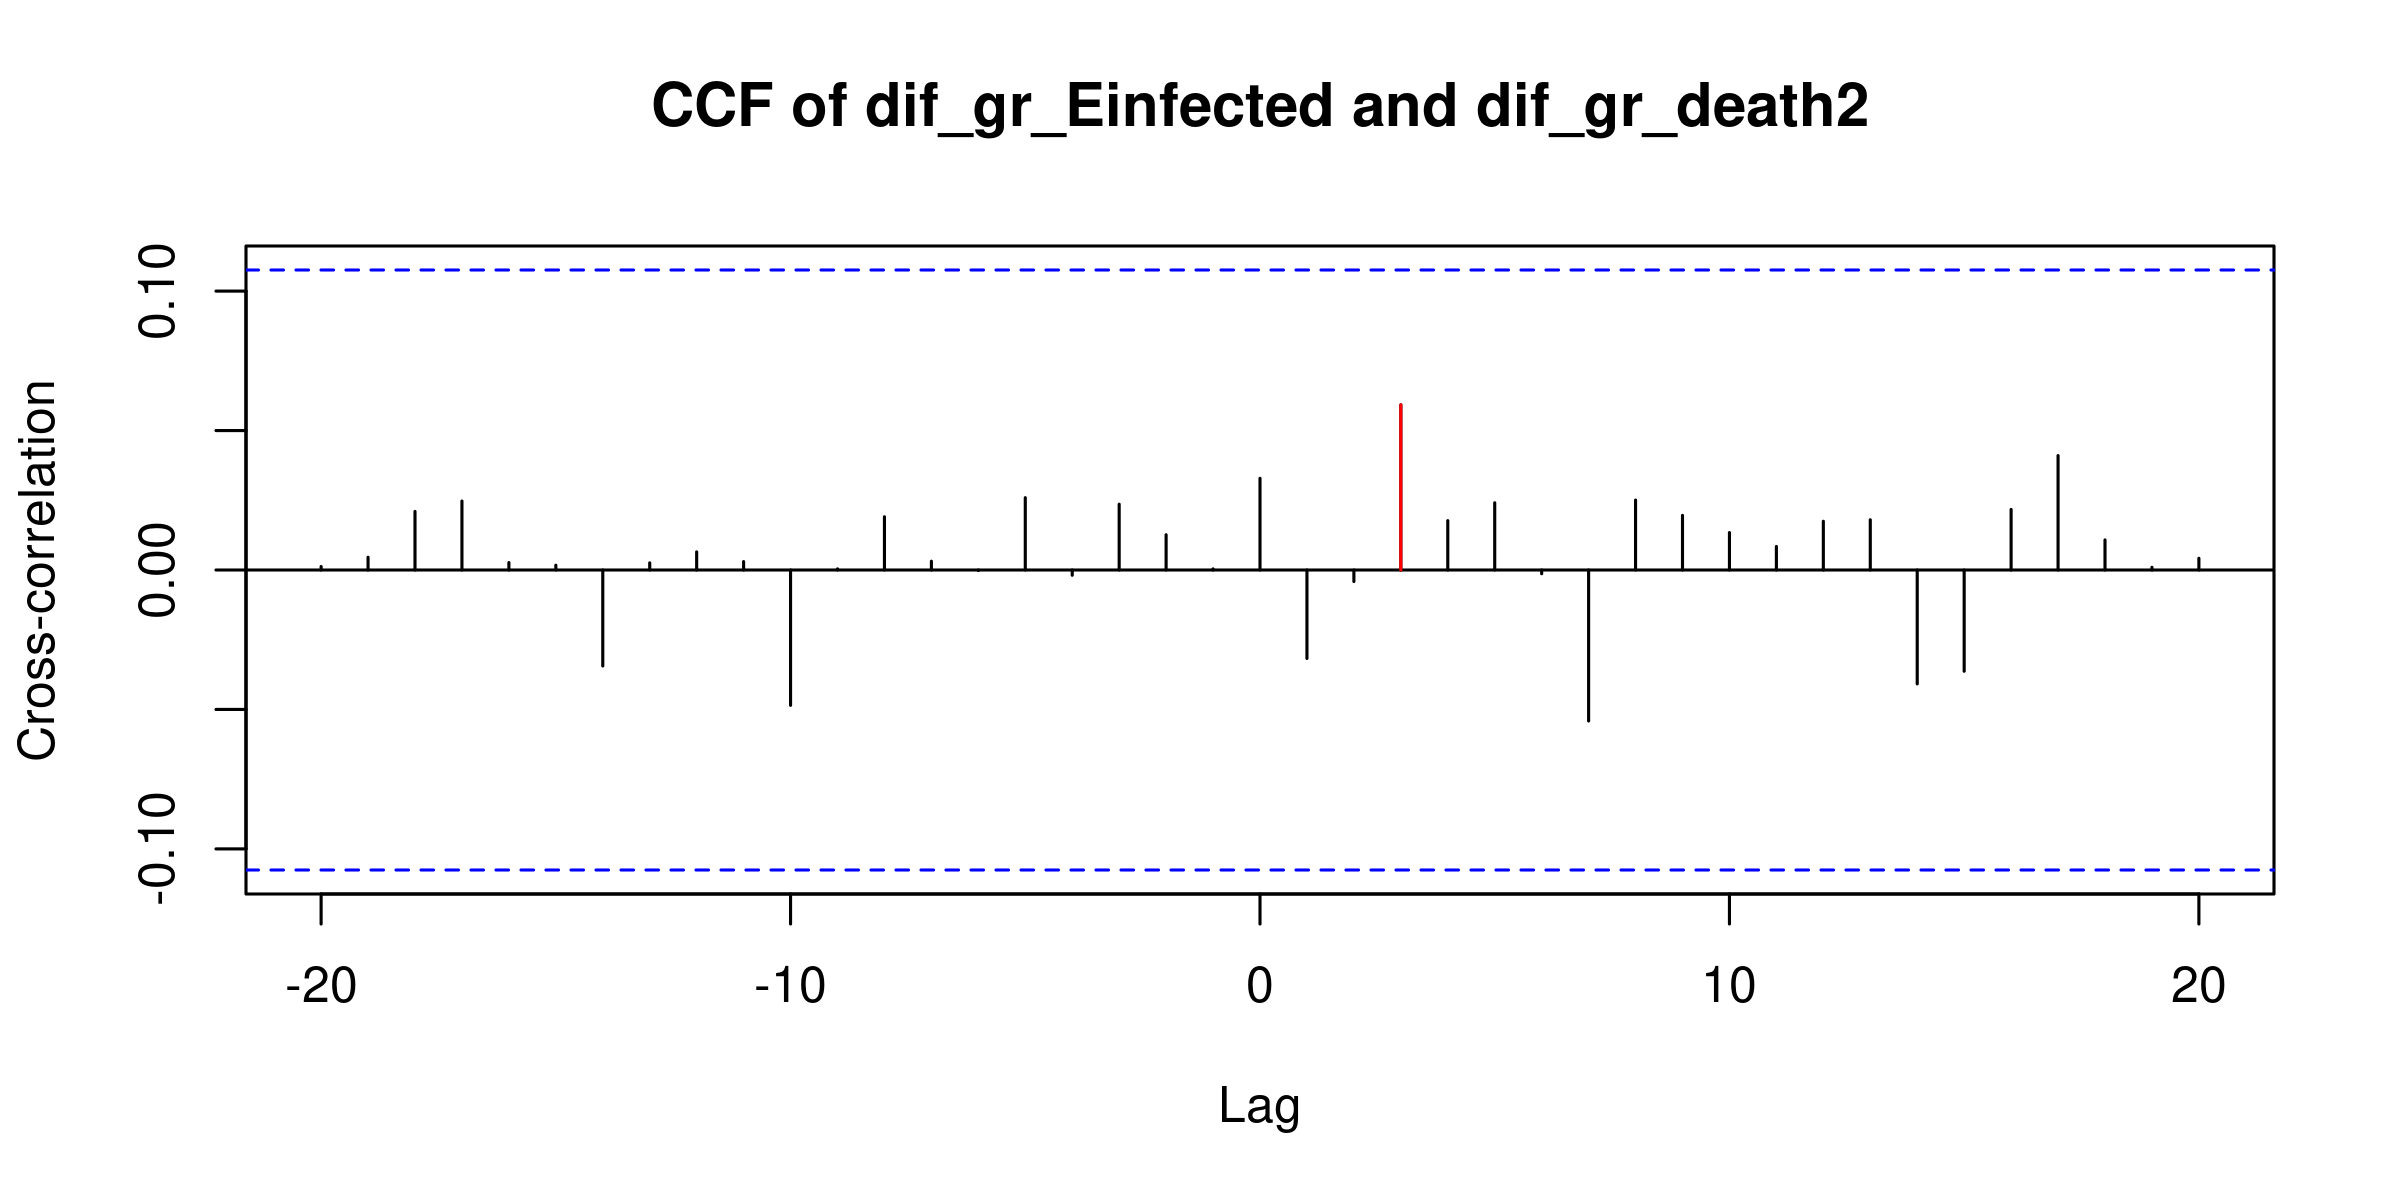 CCF of dif_gr_Einfected and dif_gr_death2
Cross-correlation
0.10
0.00
-0.10
-20 -10 0 10 20
Lag